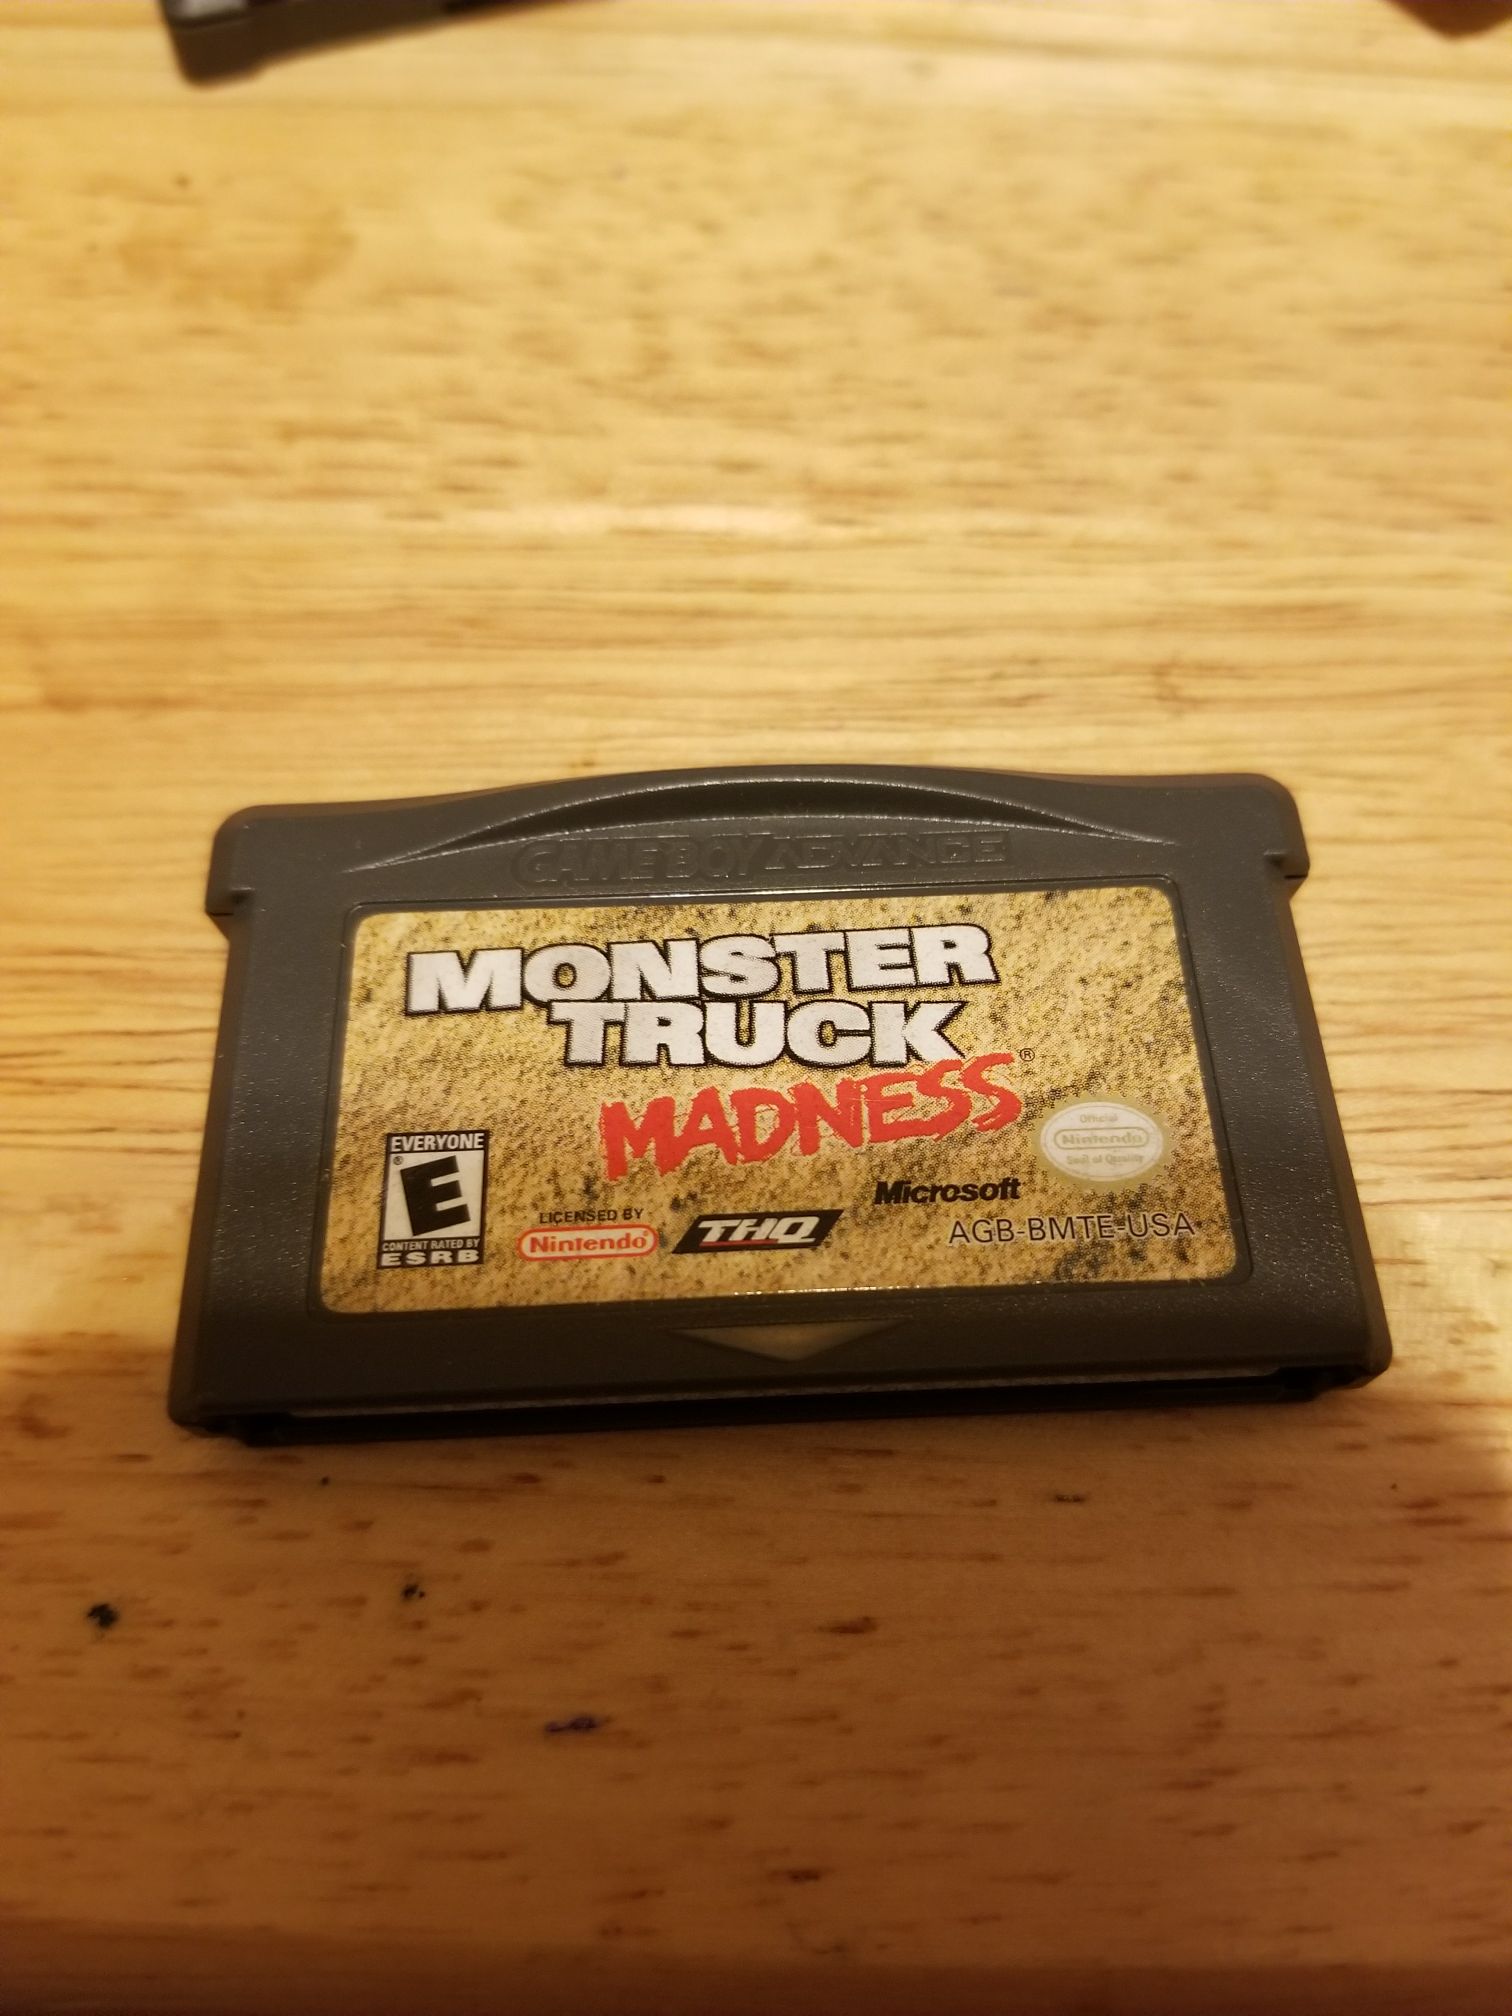 GAME BOY ADVANCE
MONSTER
TRUCK
MADNESS®
EVERYONE
E®
CONTENT RATED BY
ESRB
LICENSED BY
Nintendo®
THQ
Microsoft
Official
Nintendo
Seal of Quality
AGB-BMTE-USA